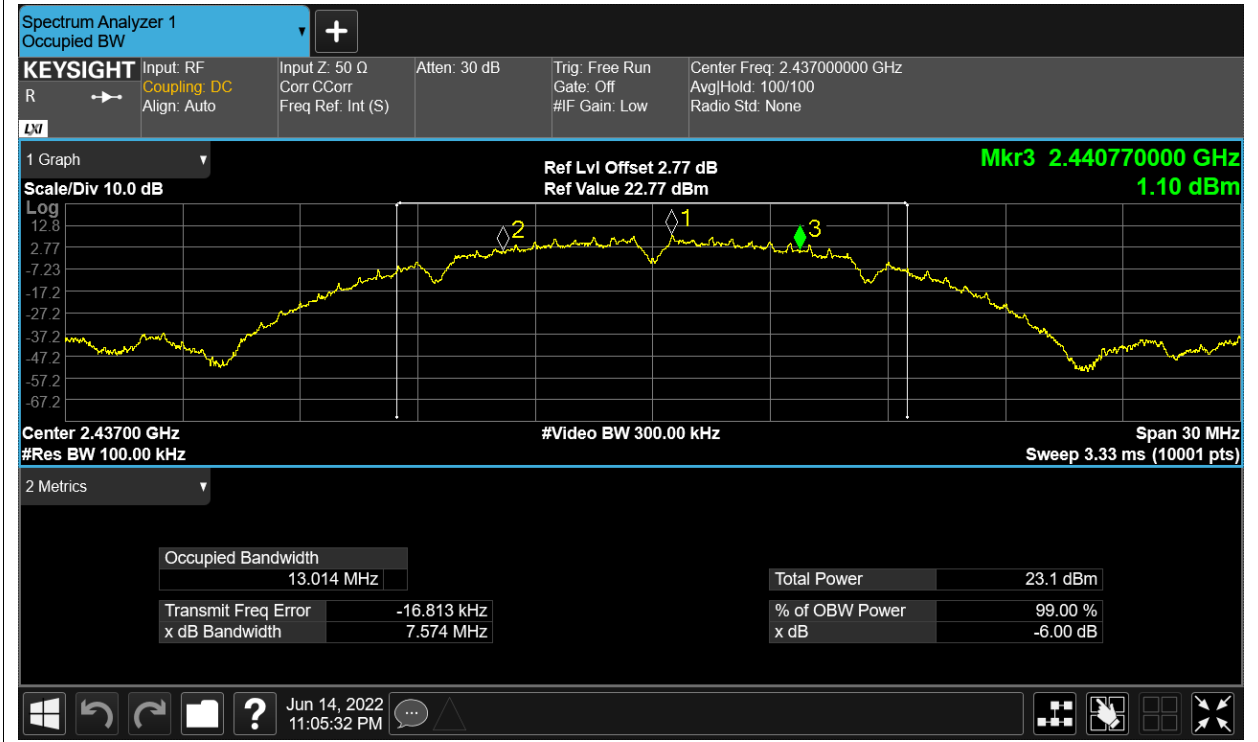 Spectrum Analyzer 1
Occupied BW
KEYSIGHT
R
LXI
Input: RF
Coupling: DC
Align: Auto
Input Z: 50 Ω
Corr CCorr
Freq Ref: Int (S)
Atten: 30 dB
Trig: Free Run
Gate: Off
#IF Gain: Low
Center Freq: 2.437000000 GHz
Avg|Hold: 100/100
Radio Std: None
1 Graph
Scale/Div 10.0 dB
Ref Lvl Offset 2.77 dB
Ref Value 22.77 dBm
Mkr3 2.440770000 GHz
1.10 dBm
Log
12.8
2.77
-7.23
-17.2
-27.2
-37.2
-47.2
-57.2
-67.2
2
1
3
Center 2.43700 GHz
#Res BW 100.00 kHz
#Video BW 300.00 kHz
Span 30 MHz
Sweep 3.33 ms (10001 pts)
2 Metrics
Occupied Bandwidth
13.014 MHz
Transmit Freq Error -16.813 kHz
x dB Bandwidth 7.574 MHz
Total Power 23.1 dBm
% of OBW Power 99.00 %
x dB -6.00 dB
?
Jun 14, 2022
11:05:32 PM